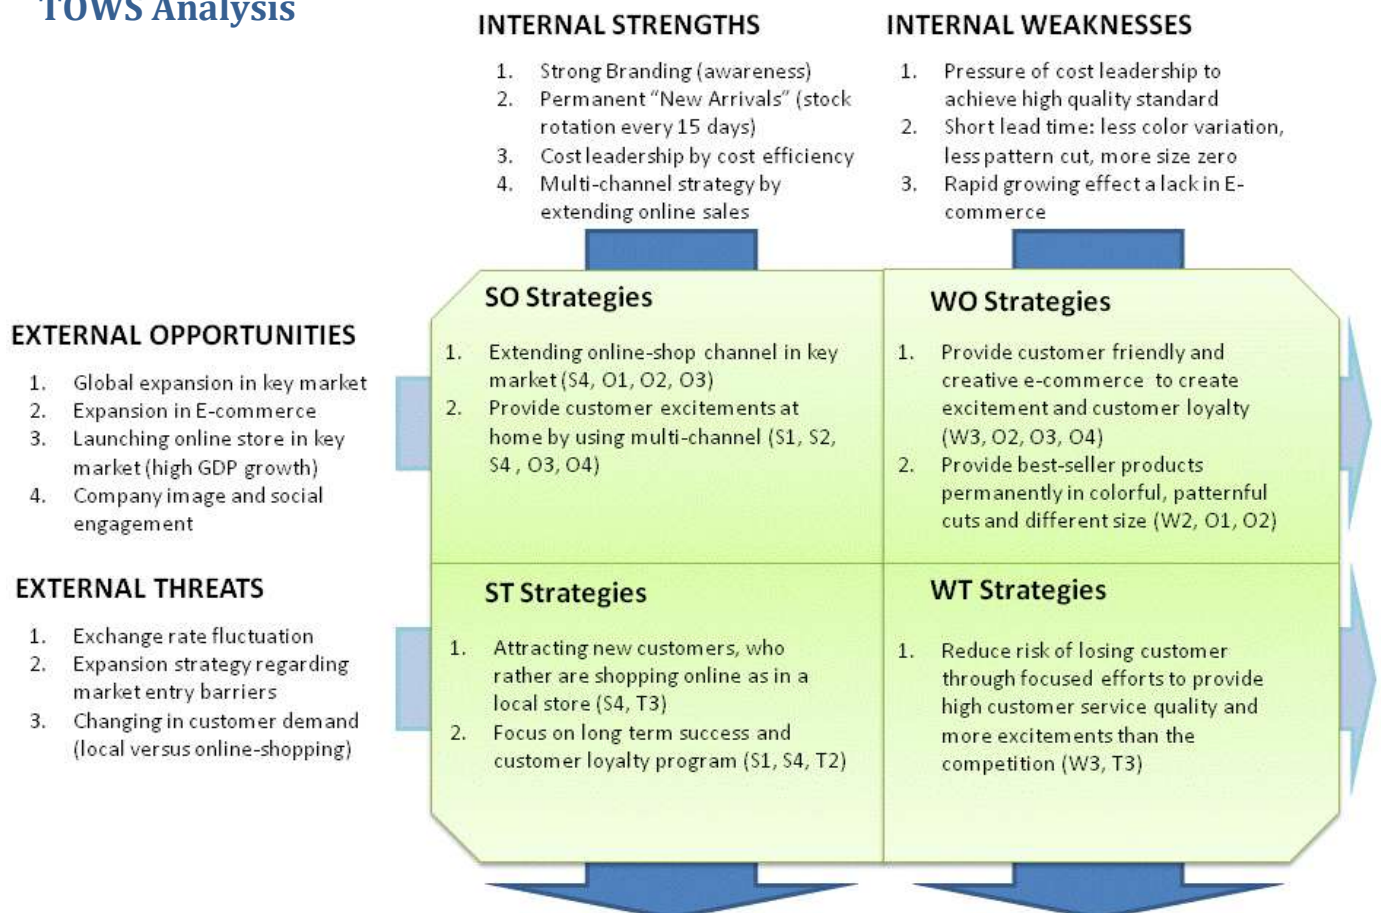 TOWS Analysis
INTERNAL STRENGTHS
1. Strong Branding (awareness)
2. Permanent “New Arrivals” (stock
rotation every 15 days)
3. Cost leadership by cost efficiency
4. Multi-channel strategy by
extending online sales
INTERNAL WEAKNESSES
1. Pressure of cost leadership to
achieve high quality standard
2. Short lead time: less color variation,
less pattern cut, more size zero
3. Rapid growing effect a lack in E-
commerce
EXTERNAL OPPORTUNITIES
1. Global expansion in key market
2. Expansion in E-commerce
3. Launching online store in key
market (high GDP growth)
4. Company image and social
engagement
SO Strategies
1. Extending online-shop channel in key
market (S4, O1, O2, O3)
2. Provide customer excitements at
home by using multi-channel (S1, S2,
S4 , O3, O4)
WO Strategies
1. Provide customer friendly and
creative e-commerce to create
excitement and customer loyalty
(W3, O2, O3, O4)
2. Provide best-seller products
permanently in colorful, patternful
cuts and different size (W2, O1, O2)
EXTERNAL THREATS
1. Exchange rate fluctuation
2. Expansion strategy regarding
market entry barriers
3. Changing in customer demand
(local versus online-shopping)
ST Strategies
1. Attracting new customers, who
rather are shopping online as in a
local store (S4, T3)
2. Focus on long term success and
customer loyalty program (S1, S4, T2)
WT Strategies
1. Reduce risk of losing customer
through focused efforts to provide
high customer service quality and
more excitements than the
competition (W3, T3)